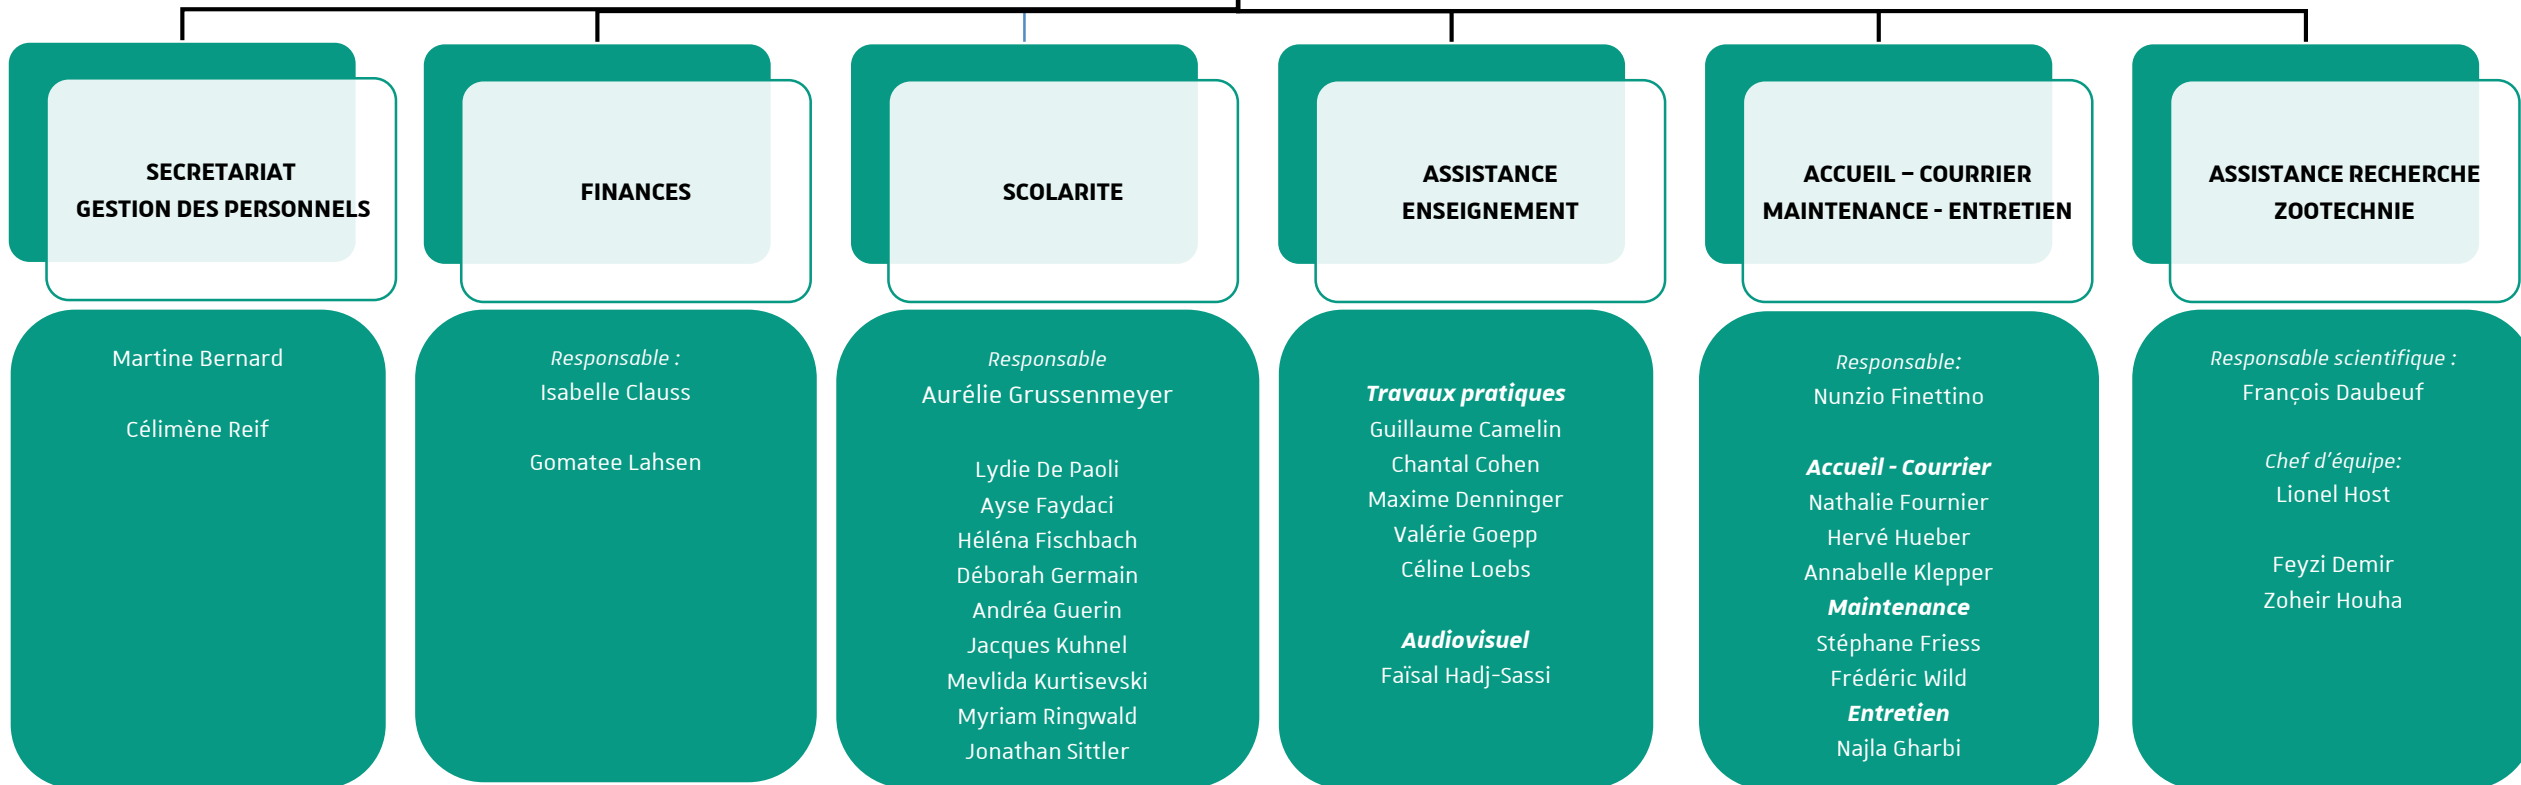 SECRETARIAT
GESTION DES PERSONNELS
Martine Bernard
Célimène Reif
FINANCES
Responsable :
Isabelle Clauss
Gomatee Lahsen
SCOLARITE
Responsable
Aurélie Grussenmeyer
Lydie De Paoli
Ayse Faydaci
Héléna Fischbach
Déborah Germain
Andréa Guerin
Jacques Kuhnel
Mevlida Kurtisevski
Myriam Ringwald
Jonathan Sittler
ASSISTANCE
ENSEIGNEMENT
Travaux pratiques
Guillaume Camelin
Chantal Cohen
Maxime Denninger
Valérie Goepp
Céline Loebs
Audiovisuel
Faïsal Hadj-Sassi
ACCUEIL – COURRIER
MAINTENANCE - ENTRETIEN
Responsable:
Nunzio Finettino
Accueil - Courrier
Nathalie Fournier
Hervé Hueber
Annabelle Klepper
Maintenance
Stéphane Friess
Frédéric Wild
Entretien
Najla Gharbi
ASSISTANCE RECHERCHE
ZOOTECHNIE
Responsable scientifique :
François Daubeuf
Chef d’équipe:
Lionel Host
Feyzi Demir
Zoheir Houha